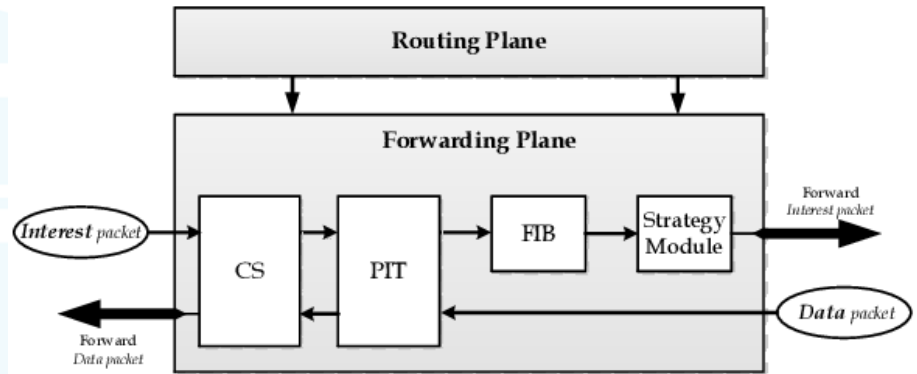 Routing Plane
Forwarding Plane
Forward
Interest packet
Interest packet
CS
PIT
FIB
Strategy
Module
Data packet
Forward
Data packet